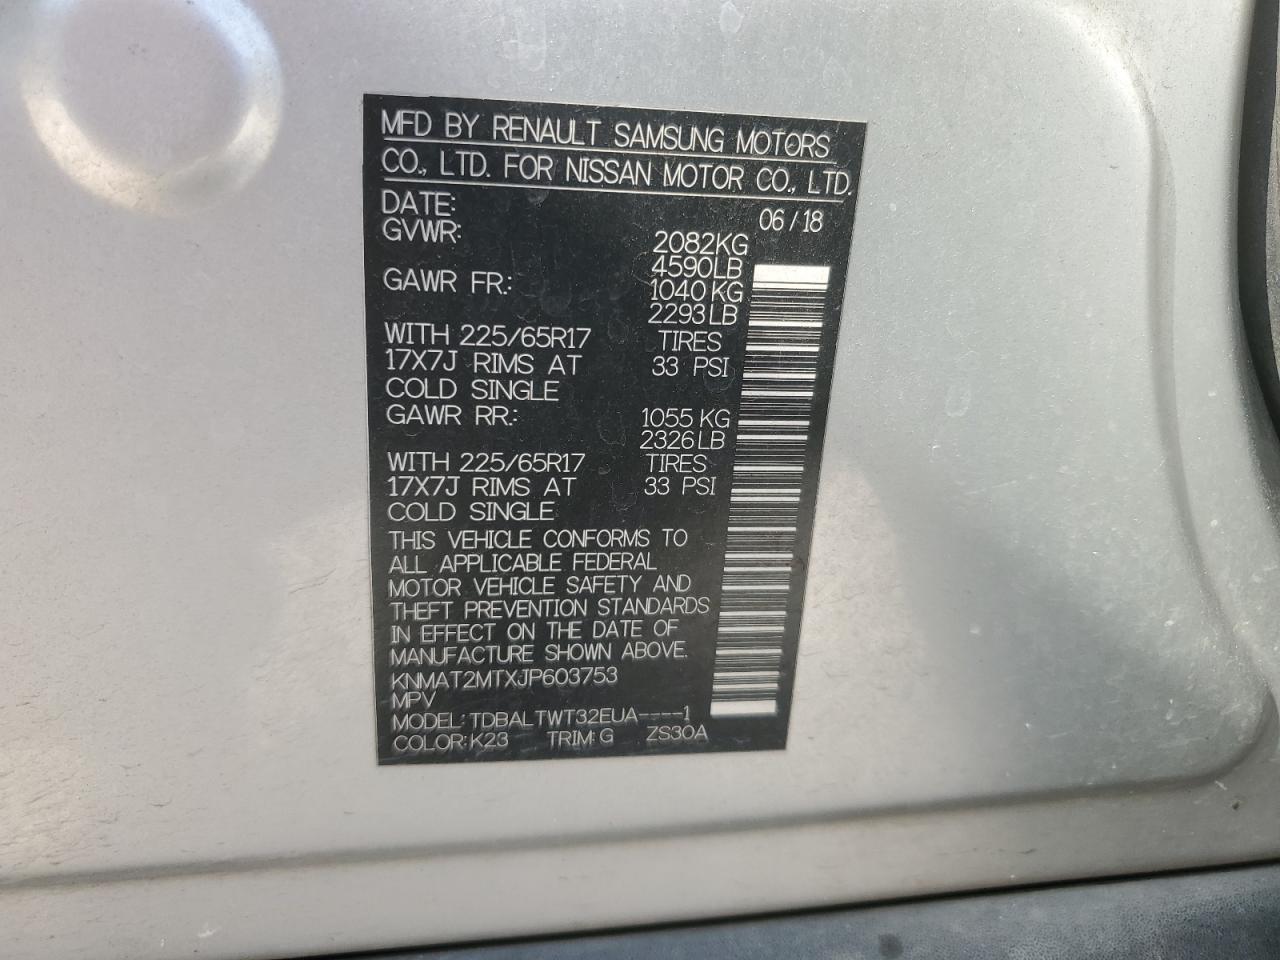 MFD BY RENAULT SAMSUNG MOTORS
CO., LTD. FOR NISSAN MOTOR CO., LTD.
DATE: 06/18
GVWR: 2082KG
4590LB
GAWR FR.: 1040 KG
2293LB
WITH 225/65R17 TIRES
17X7J RIMS AT 33 PSI
COLD SINGLE
GAWR RR.: 1055 KG
2326LB
WITH 225/65R17 TIRES
17X7J RIMS AT 33 PSI
COLD SINGLE
THIS VEHICLE CONFORMS TO
ALL APPLICABLE FEDERAL
MOTOR VEHICLE SAFETY AND
THEFT PREVENTION STANDARDS
IN EFFECT ON THE DATE OF
MANUFACTURE SHOWN ABOVE.
KNMAT2MTXJP603753
MPV
MODEL: TDBALTWT32EUA----1
COLOR: K23 TRIM: G ZS30A